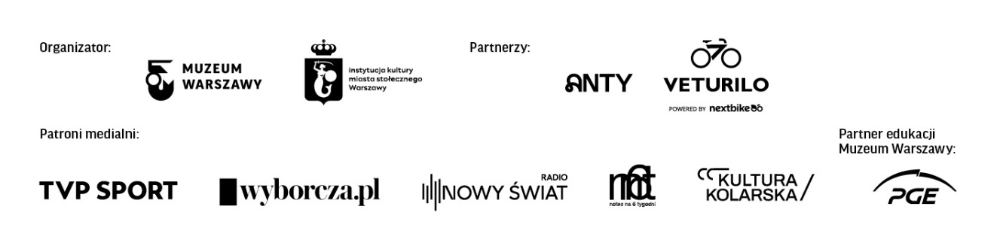 Organizator:
MUZEUM
WARSZAWY
instytucja kultury
miasta stołecznego
Warszawy
Partnerzy:
ANTY
VETURILO
POWERED BY nextbike
Patroni medialni:
TVP SPORT
wyborcza.pl
RADIO
NOWY ŚWIAT
notes na 6 tygodni
KULTURA
KOLARSKA/
Partner edukacji
Muzeum Warszawy:
PGE